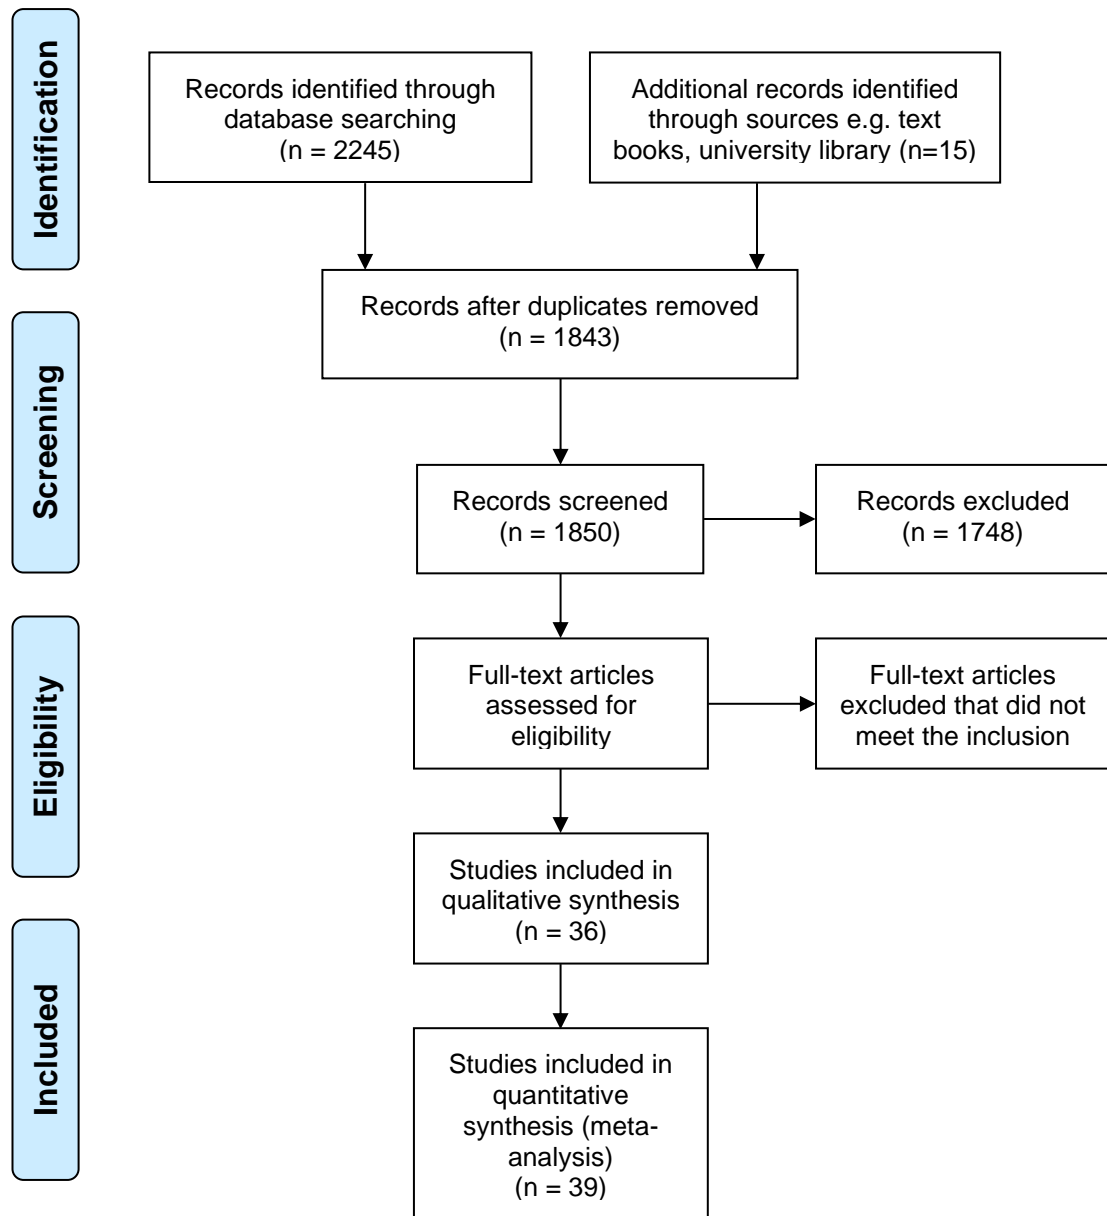 Identification
Records identified through
database searching
(n = 2245)
Additional records identified
through sources e.g. text
books, university library (n=15)
Records after duplicates removed
(n = 1843)
Screening
Records screened
(n = 1850)
Records excluded
(n = 1748)
Eligibility
Full-text articles
assessed for
eligibility
Full-text articles
excluded that did not
meet the inclusion
Studies included in
qualitative synthesis
(n = 36)
Included
Studies included in
quantitative
synthesis (meta-
analysis)
(n = 39)